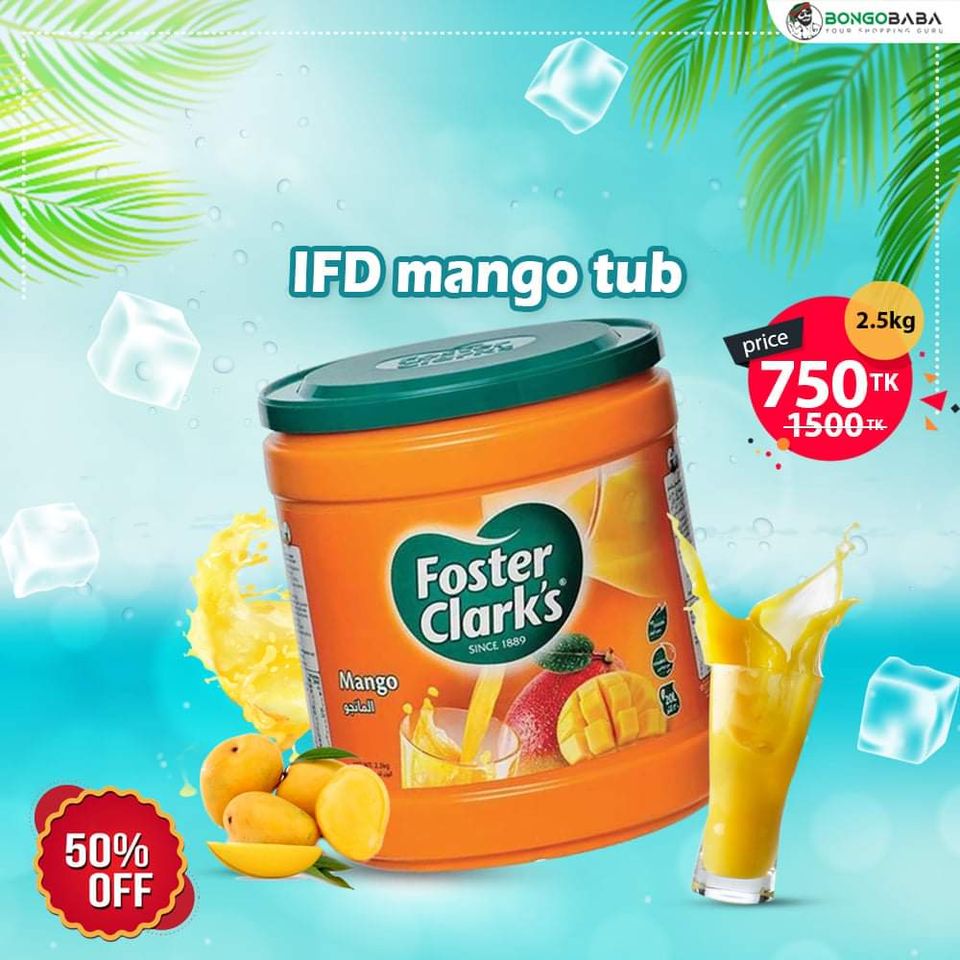 BONGOBABA
YOUR SHOPPING GURU
IFD mango tub
2.5kg
price
750TK
1500TK
Foster
Clark's®
SINCE 1889
Mango
المانجو
50%
OFF